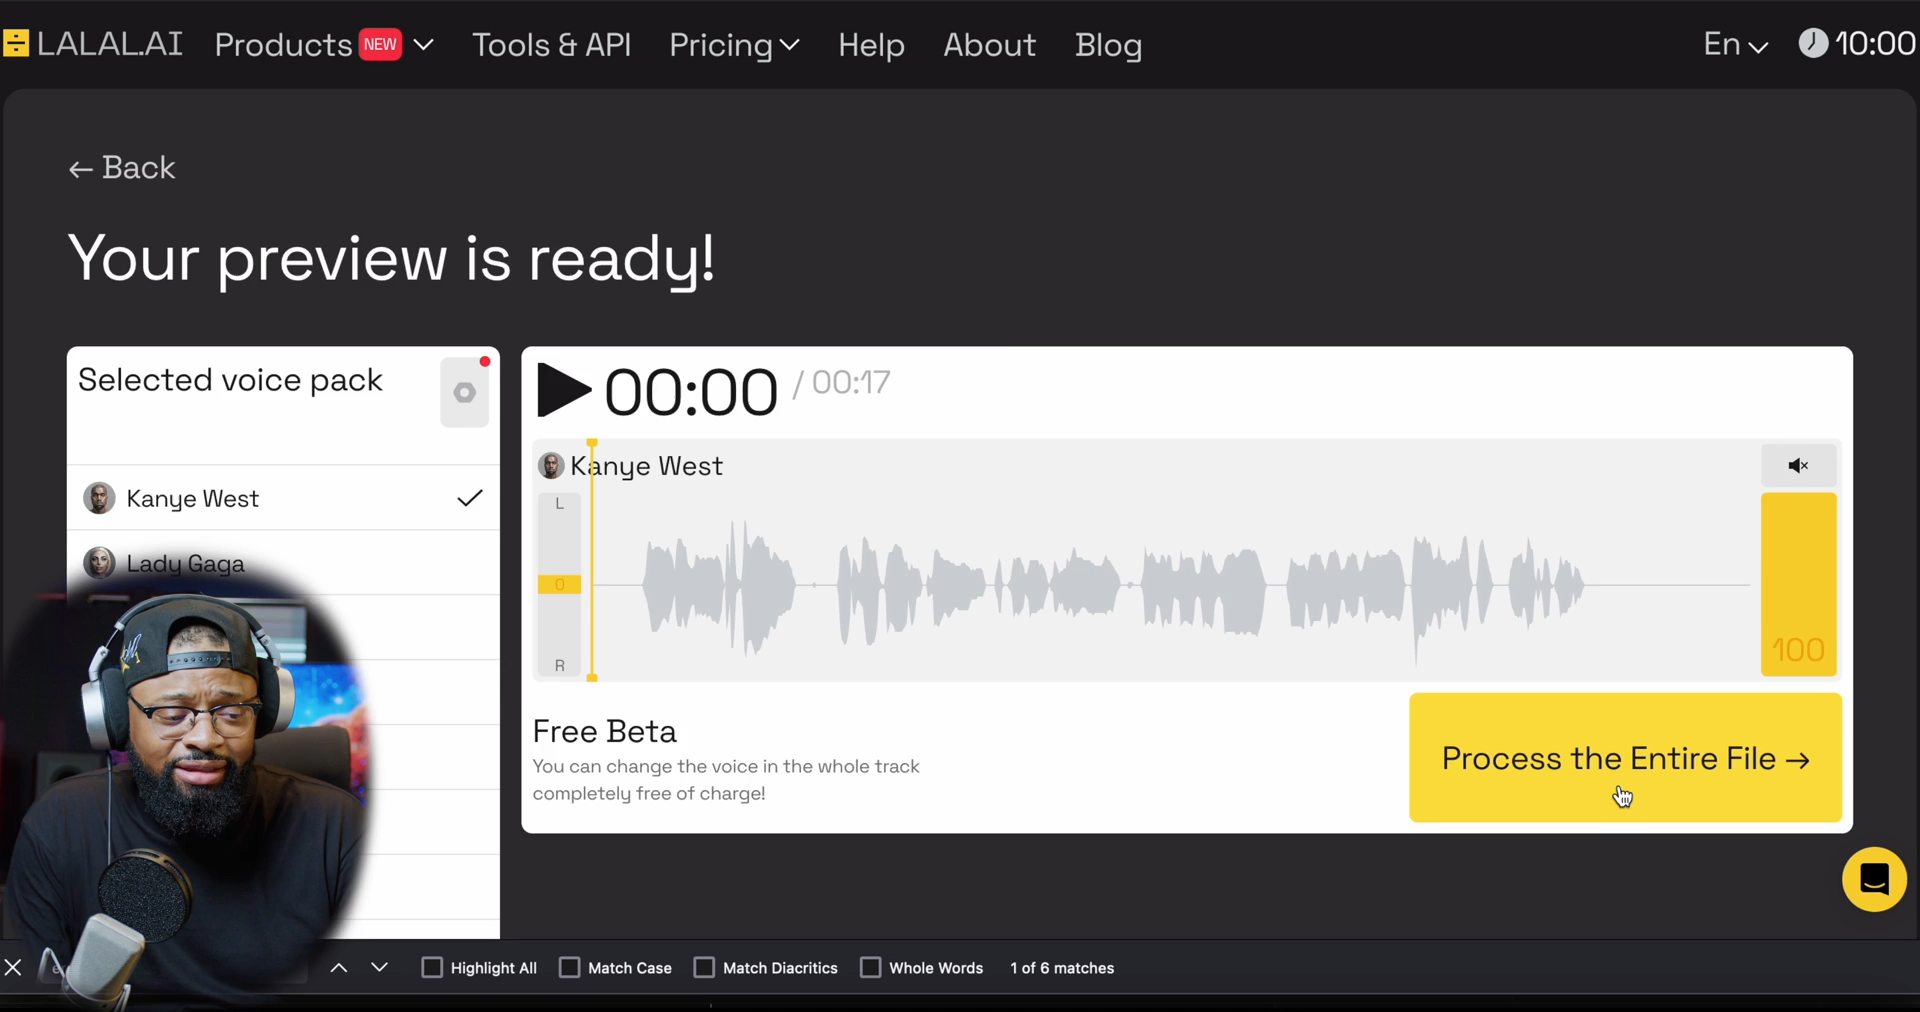 LALAL.AI Products NEW Tools & API Pricing Help About Blog En 10:00
← Back
Your preview is ready!
Selected voice pack
Kanye West
Lady Gaga
00:00 / 00:17
Kanye West
L
0
R
100
Free Beta
You can change the voice in the whole track
completely free of charge!
Process the Entire File →
Highlight All Match Case Match Diacritics Whole Words 1 of 6 matches